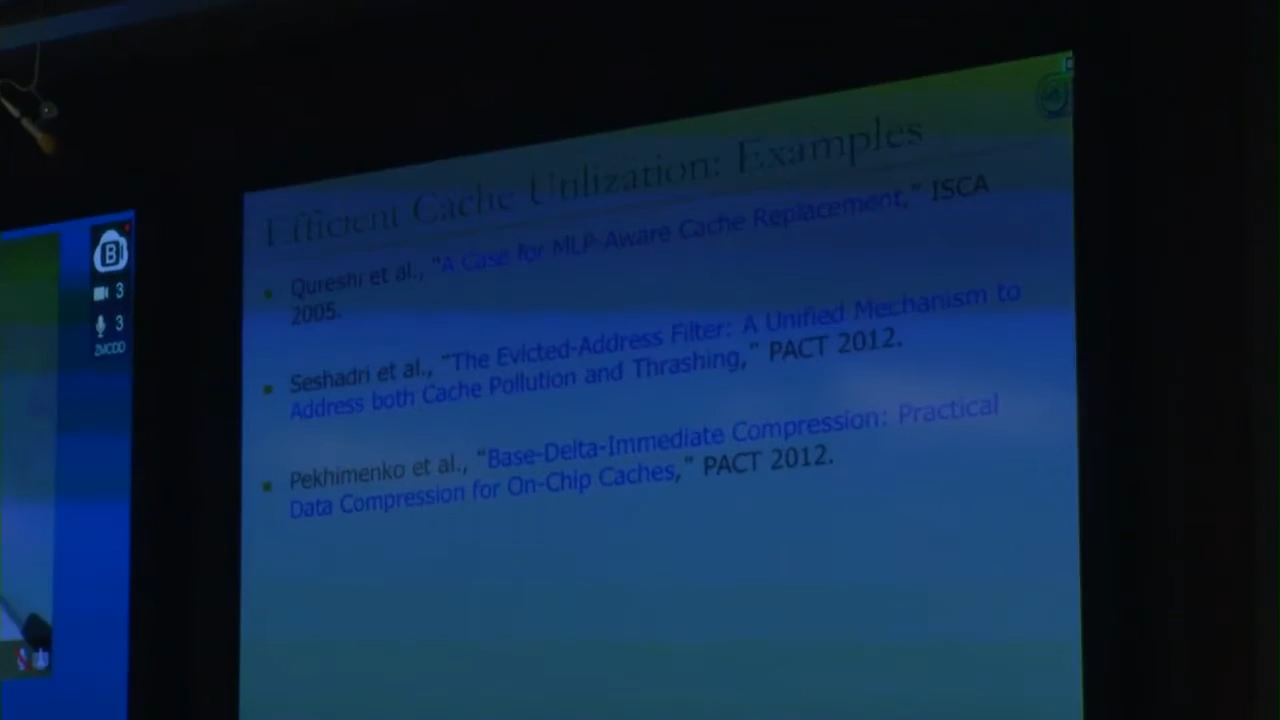 Efficient Cache Utilization: Examples
Qureshi et al., "A Case for MLP-Aware Cache Replacement," ISCA
2005.
Seshadri et al., "The Evicted-Address Filter: A Unified Mechanism to
Address both Cache Pollution and Thrashing," PACT 2012.
Pekhimenko et al., "Base-Delta-Immediate Compression: Practical
Data Compression for On-Chip Caches," PACT 2012.
B
3
3